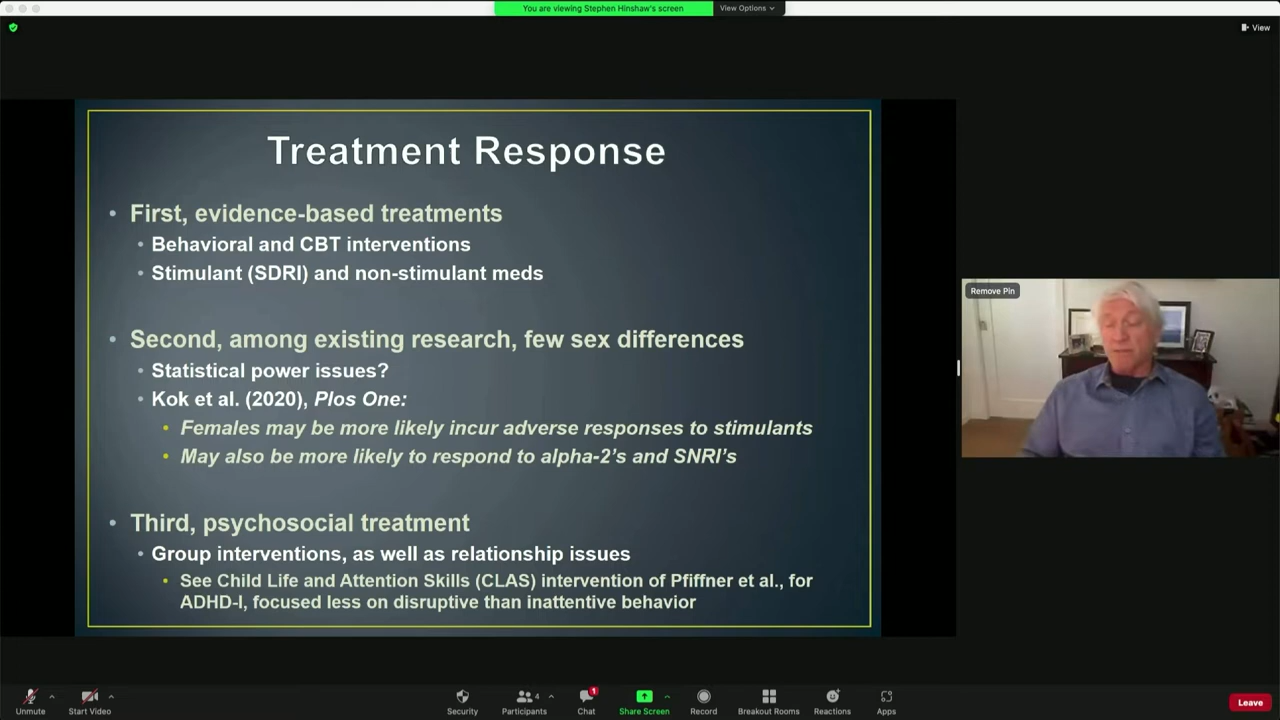 You are viewing Stephen Hinshaw's screen
View Options
View
Treatment Response
• First, evidence-based treatments
• Behavioral and CBT interventions
• Stimulant (SDRI) and non-stimulant meds
• Second, among existing research, few sex differences
• Statistical power issues?
• Kok et al. (2020), Plos One:
• Females may be more likely incur adverse responses to stimulants
• May also be more likely to respond to alpha-2's and SNRI's
• Third, psychosocial treatment
• Group interventions, as well as relationship issues
• See Child Life and Attention Skills (CLAS) intervention of Pfiffner et al., for
ADHD-I, focused less on disruptive than inattentive behavior
Remove Pin
4
1
Unmute
Start Video
Security
Participants
Chat
Share Screen
Record
Breakout Rooms
Reactions
Apps
Leave